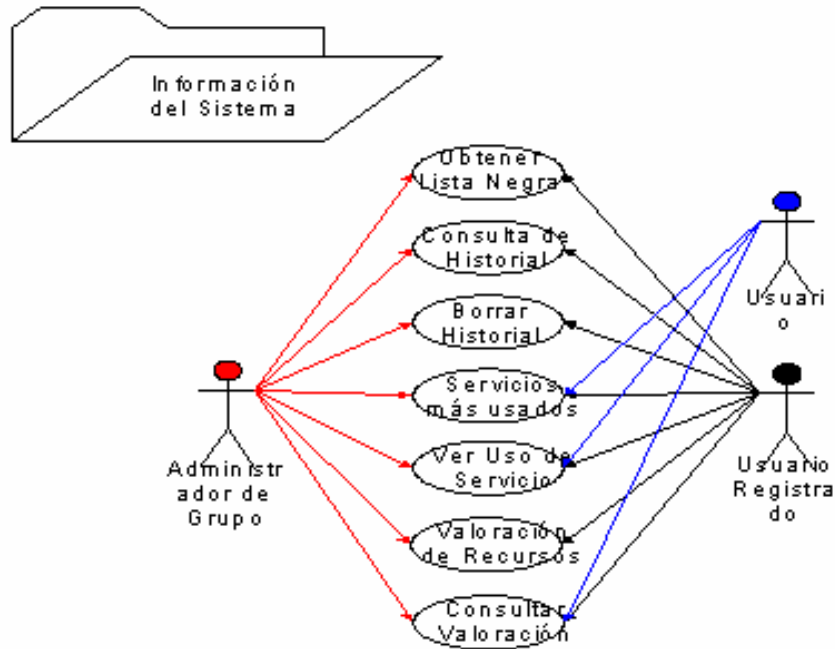 Información
del Sistema
Obtener
Lista Negra
Consulta de
Historial
Borrar
Historial
Servicios
más usados
Ver Uso de
Servicio
Valoración
de Recursos
Consultar
Valoración
Administr
ador de
Grupo
Usuari
o
Usuario
Registra
do